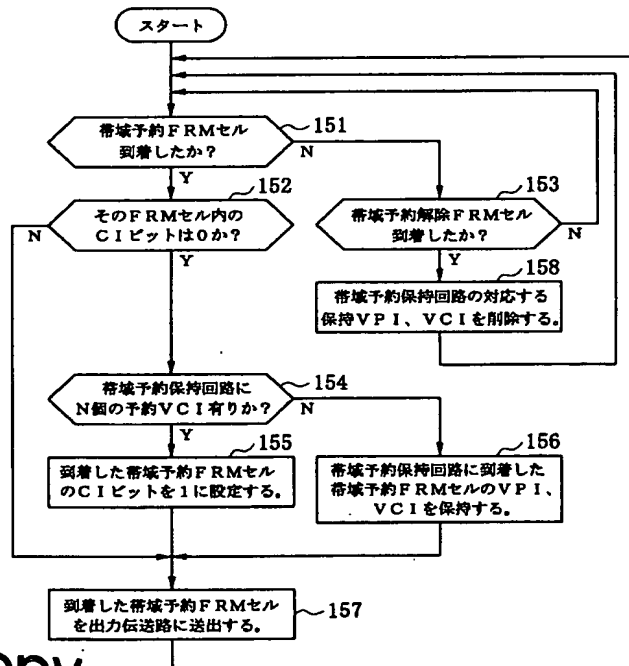 スタート
151
帯域予約FRMセル
到着したか?
N
Y
152
153
そのFRMセル内の
CIビットは0か?
N
Y
帯域予約解除FRMセル
到着したか?
N
Y
158
帯域予約保持回路の対応する
保持VPI、VCIを削除する。
154
帯域予約保持回路に
N個の予約VCI有りか?
N
Y
155
156
到着した帯域予約FRMセル
のCIビットを1に設定する。
帯域予約保持回路に到着した
帯域予約FRMセルのVPI、
VCIを保持する。
到着した帯域予約FRMセル
を出力伝送路に送出する。
157